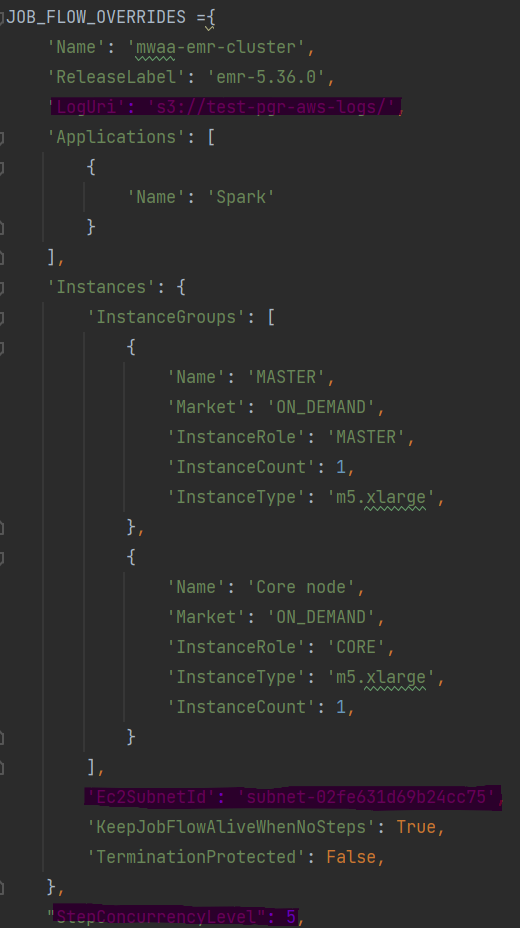 JOB_FLOW_OVERRIDES ={
'Name': 'mwaa-emr-cluster',
'ReleaseLabel': 'emr-5.36.0',
'LogUri': 's3://test-pgr-aws-logs/',
'Applications': [
{
'Name': 'Spark'
}
],
'Instances': {
'InstanceGroups': [
{
'Name': 'MASTER',
'Market': 'ON_DEMAND',
'InstanceRole': 'MASTER',
'InstanceCount': 1,
'InstanceType': 'm5.xlarge',
},
{
'Name': 'Core node',
'Market': 'ON_DEMAND',
'InstanceRole': 'CORE',
'InstanceType': 'm5.xlarge',
'InstanceCount': 1,
}
],
'Ec2SubnetId': 'subnet-02fe631d69b24cc75',
'KeepJobFlowAliveWhenNoSteps': True,
'TerminationProtected': False,
},
"StepConcurrencyLevel": 5,